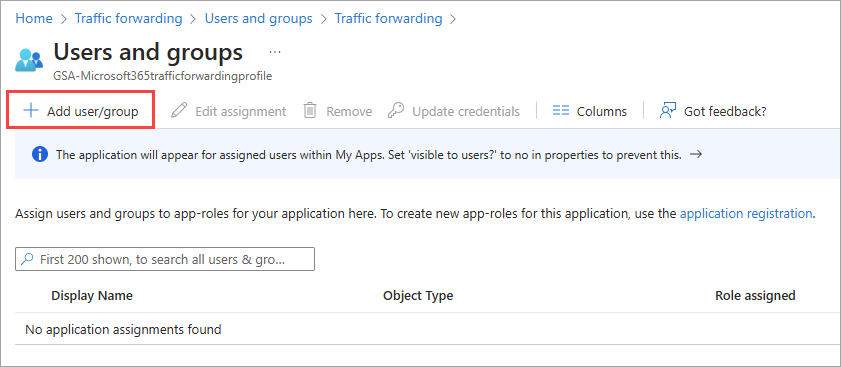 Home > Traffic forwarding > Users and groups > Traffic forwarding >
Users and groups ...
GSA-Microsoft365trafficforwardingprofile
+ Add user/group Edit assignment Remove Update credentials Columns Got feedback?
The application will appear for assigned users within My Apps. Set 'visible to users?' to no in properties to prevent this. →
Assign users and groups to app-roles for your application here. To create new app-roles for this application, use the application registration.
First 200 shown, to search all users & gro...
Display Name Object Type Role assigned
No application assignments found